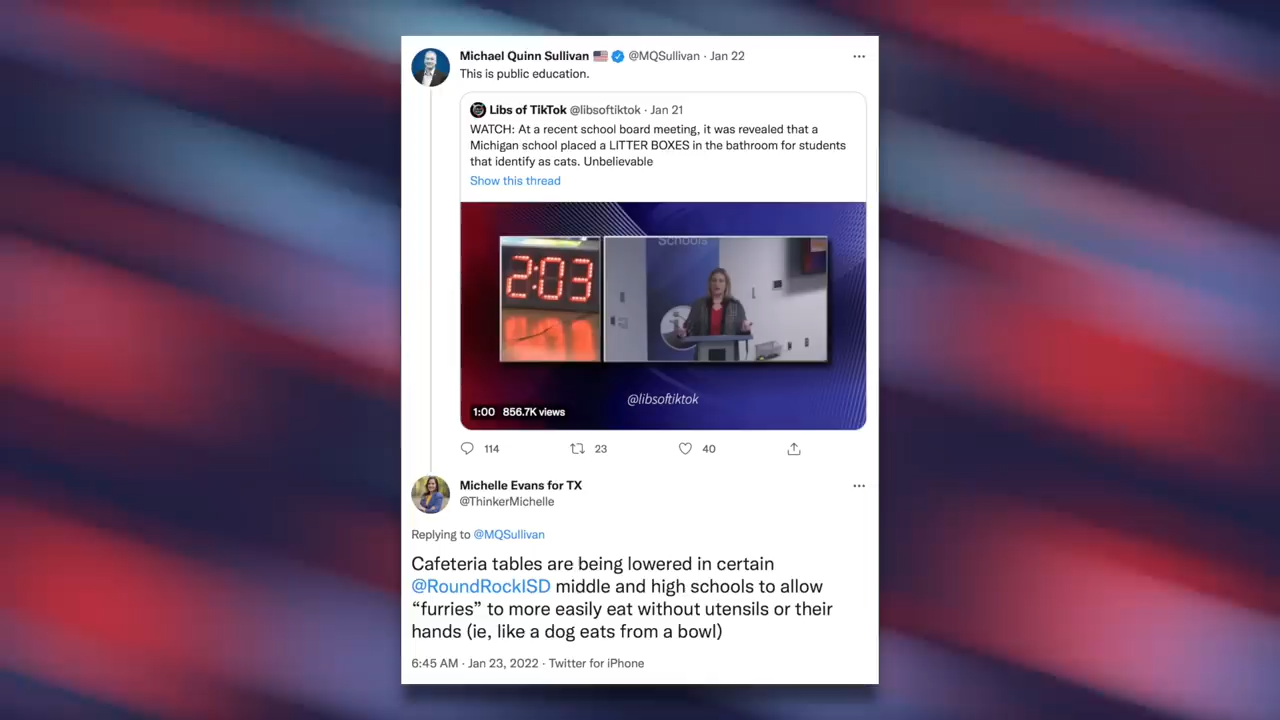 Michael Quinn Sullivan 🇺🇸 @MQSullivan · Jan 22
This is public education.
Libs of TikTok @libsoftiktok · Jan 21
WATCH: At a recent school board meeting, it was revealed that a
Michigan school placed a LITTER BOXES in the bathroom for students
that identify as cats. Unbelievable
Show this thread
Schools
2:03
@libsoftiktok
1:00 856.7K views
114 23 40
Michelle Evans for TX
@ThinkerMichelle
Replying to @MQSullivan
Cafeteria tables are being lowered in certain
@RoundRockISD middle and high schools to allow
“furries” to more easily eat without utensils or their
hands (ie, like a dog eats from a bowl)
6:45 AM · Jan 23, 2022 · Twitter for iPhone